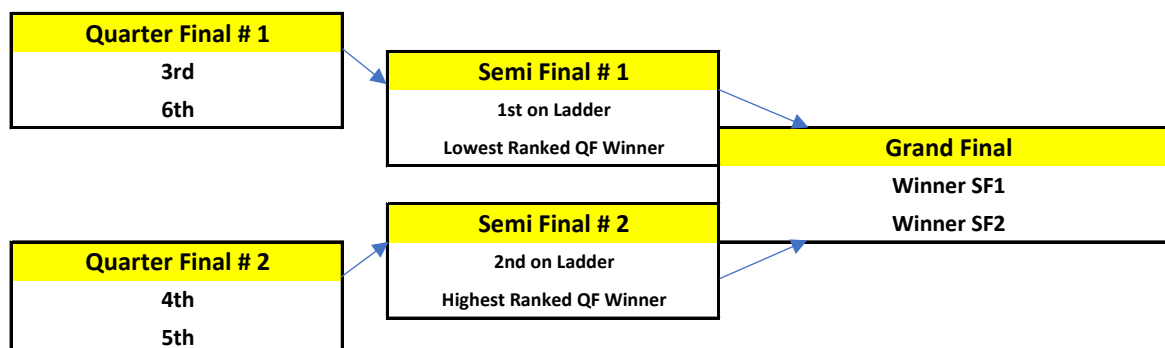 Quarter Final # 1
3rd
6th
Semi Final # 1
1st on Ladder
Lowest Ranked QF Winner
Grand Final
Winner SF1
Winner SF2
Semi Final # 2
2nd on Ladder
Highest Ranked QF Winner
Quarter Final # 2
4th
5th